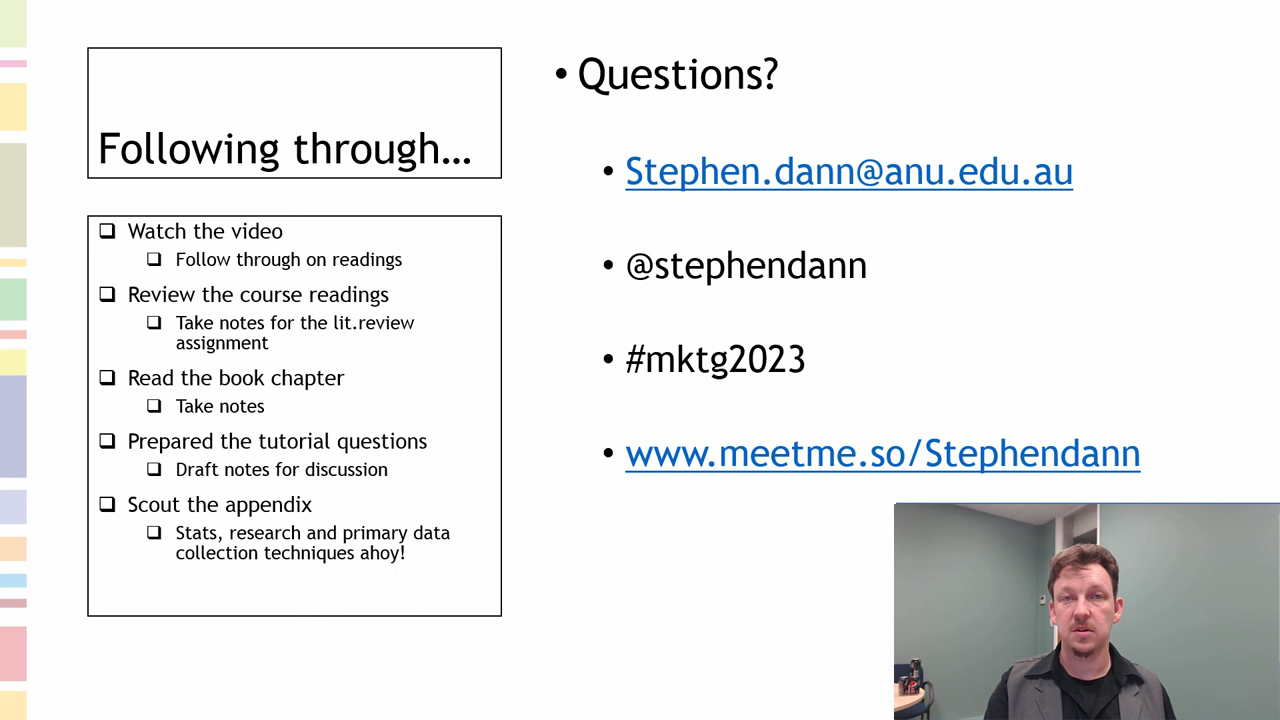 Following through…
❑ Watch the video
❑ Follow through on readings
❑ Review the course readings
❑ Take notes for the lit.review
assignment
❑ Read the book chapter
❑ Take notes
❑ Prepared the tutorial questions
❑ Draft notes for discussion
❑ Scout the appendix
❑ Stats, research and primary data
collection techniques ahoy!
• Questions?
• Stephen.dann@anu.edu.au
• @stephendann
• #mktg2023
• www.meetme.so/Stephendann